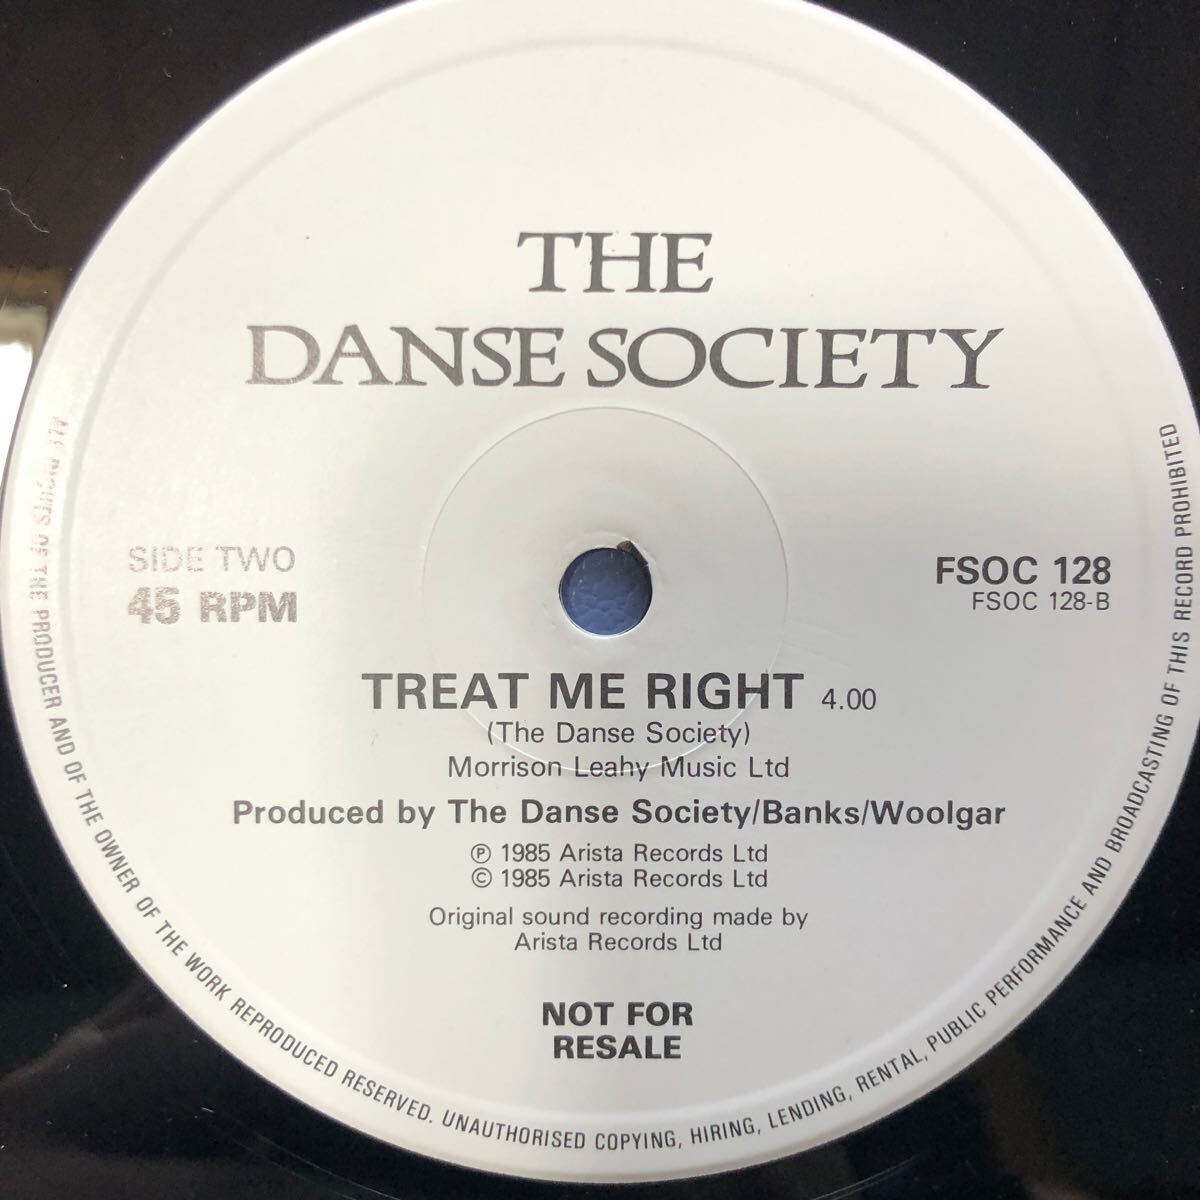 THE
DANSE SOCIETY
SIDE TWO
45 RPM
FSOC 128
FSOC 128-B
TREAT ME RIGHT 4.00
(The Danse Society)
Morrison Leahy Music Ltd
Produced by The Danse Society/Banks/Woolgar
℗ 1985 Arista Records Ltd
© 1985 Arista Records Ltd
Original sound recording made by
Arista Records Ltd
NOT FOR
RESALE
ALL RIGHTS OF THE PRODUCER AND OF THE OWNER OF THE WORK REPRODUCED RESERVED. UNAUTHORISED COPYING, HIRING, LENDING, RENTAL, PUBLIC PERFORMANCE AND BROADCASTING OF THIS RECORD PROHIBITED